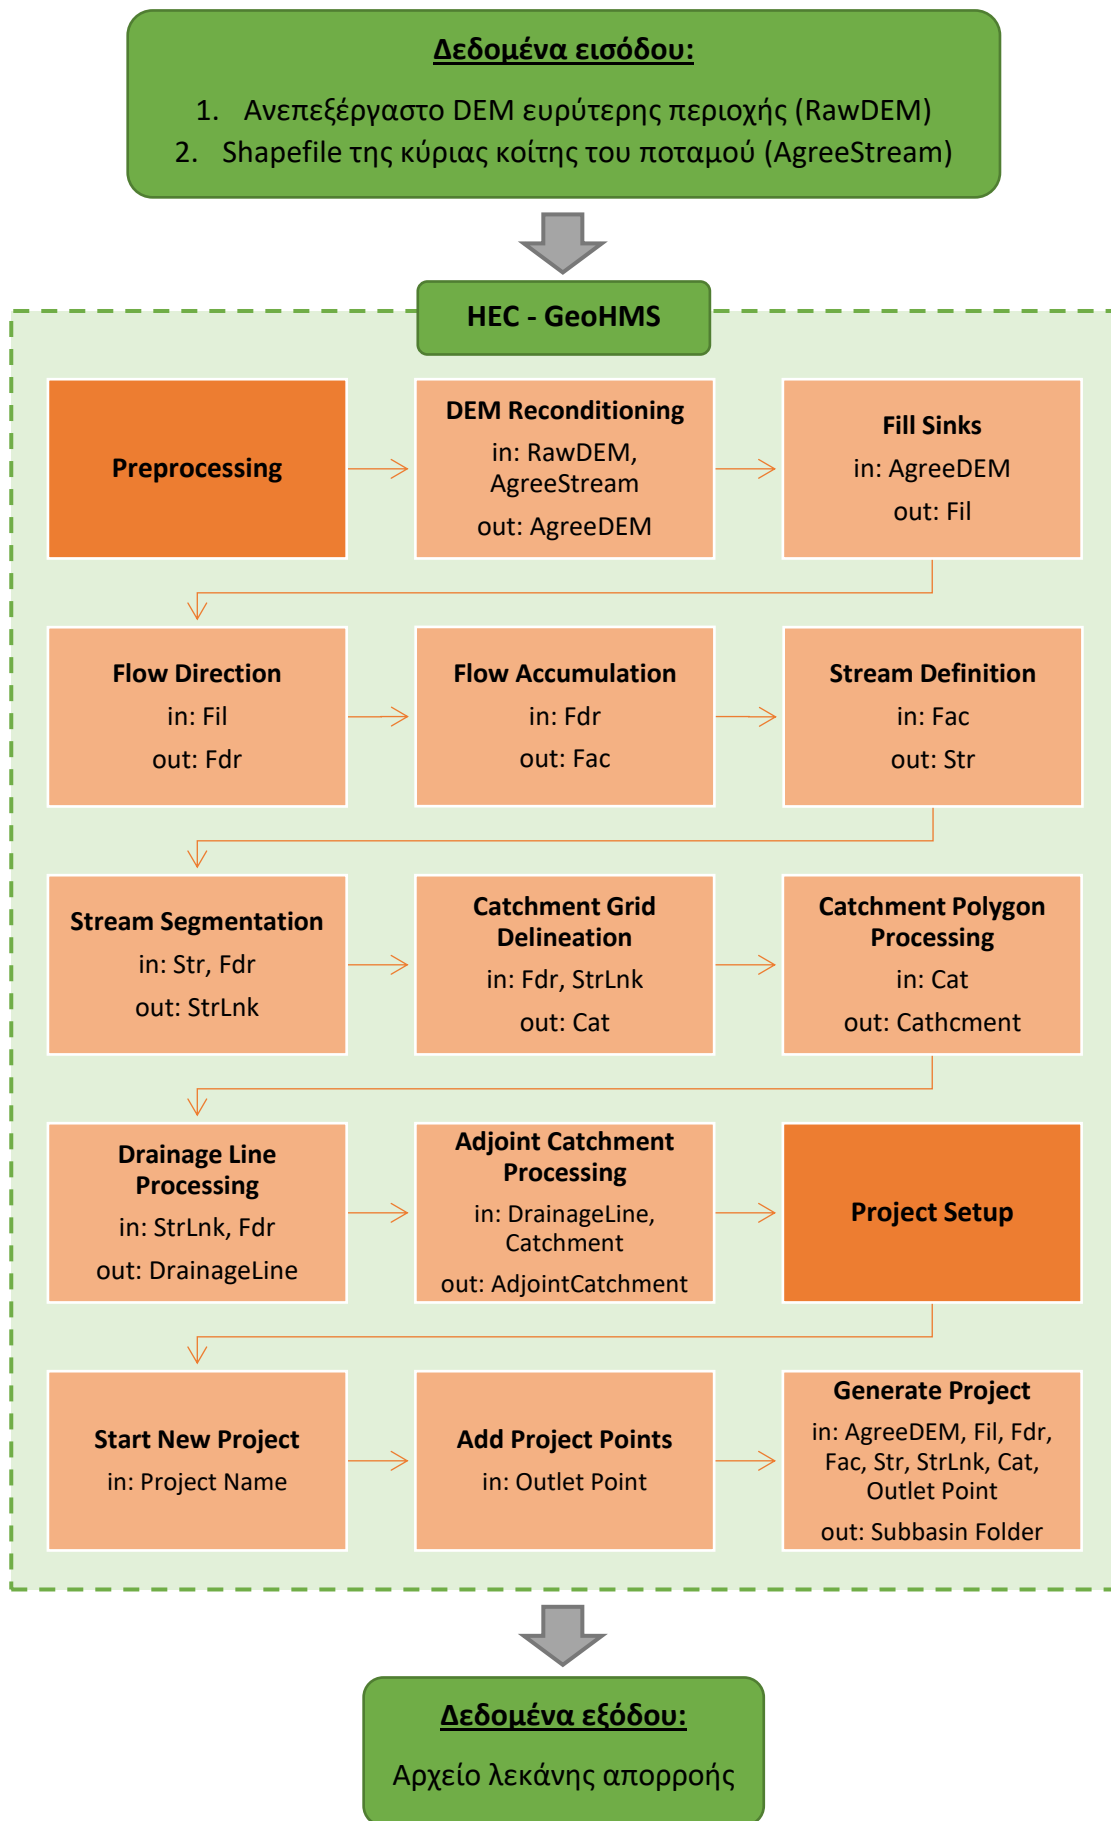 Δεδομένα εισόδου:
1. Ανεπεξέργαστο DEM ευρύτερης περιοχής (RawDEM)
2. Shapefile της κύριας κοίτης του ποταμού (AgreeStream)
HEC - GeoHMS
Preprocessing
DEM Reconditioning
in: RawDEM,
AgreeStream
out: AgreeDEM
Fill Sinks
in: AgreeDEM
out: Fil
Flow Direction
in: Fil
out: Fdr
Flow Accumulation
in: Fdr
out: Fac
Stream Definition
in: Fac
out: Str
Stream Segmentation
in: Str, Fdr
out: StrLnk
Catchment Grid
Delineation
in: Fdr, StrLnk
out: Cat
Catchment Polygon
Processing
in: Cat
out: Cathcment
Drainage Line
Processing
in: StrLnk, Fdr
out: DrainageLine
Adjoint Catchment
Processing
in: DrainageLine,
Catchment
out: AdjointCatchment
Project Setup
Start New Project
in: Project Name
Add Project Points
in: Outlet Point
Generate Project
in: AgreeDEM, Fil, Fdr,
Fac, Str, StrLnk, Cat,
Outlet Point
out: Subbasin Folder
Δεδομένα εξόδου:
Αρχείο λεκάνης απορροής